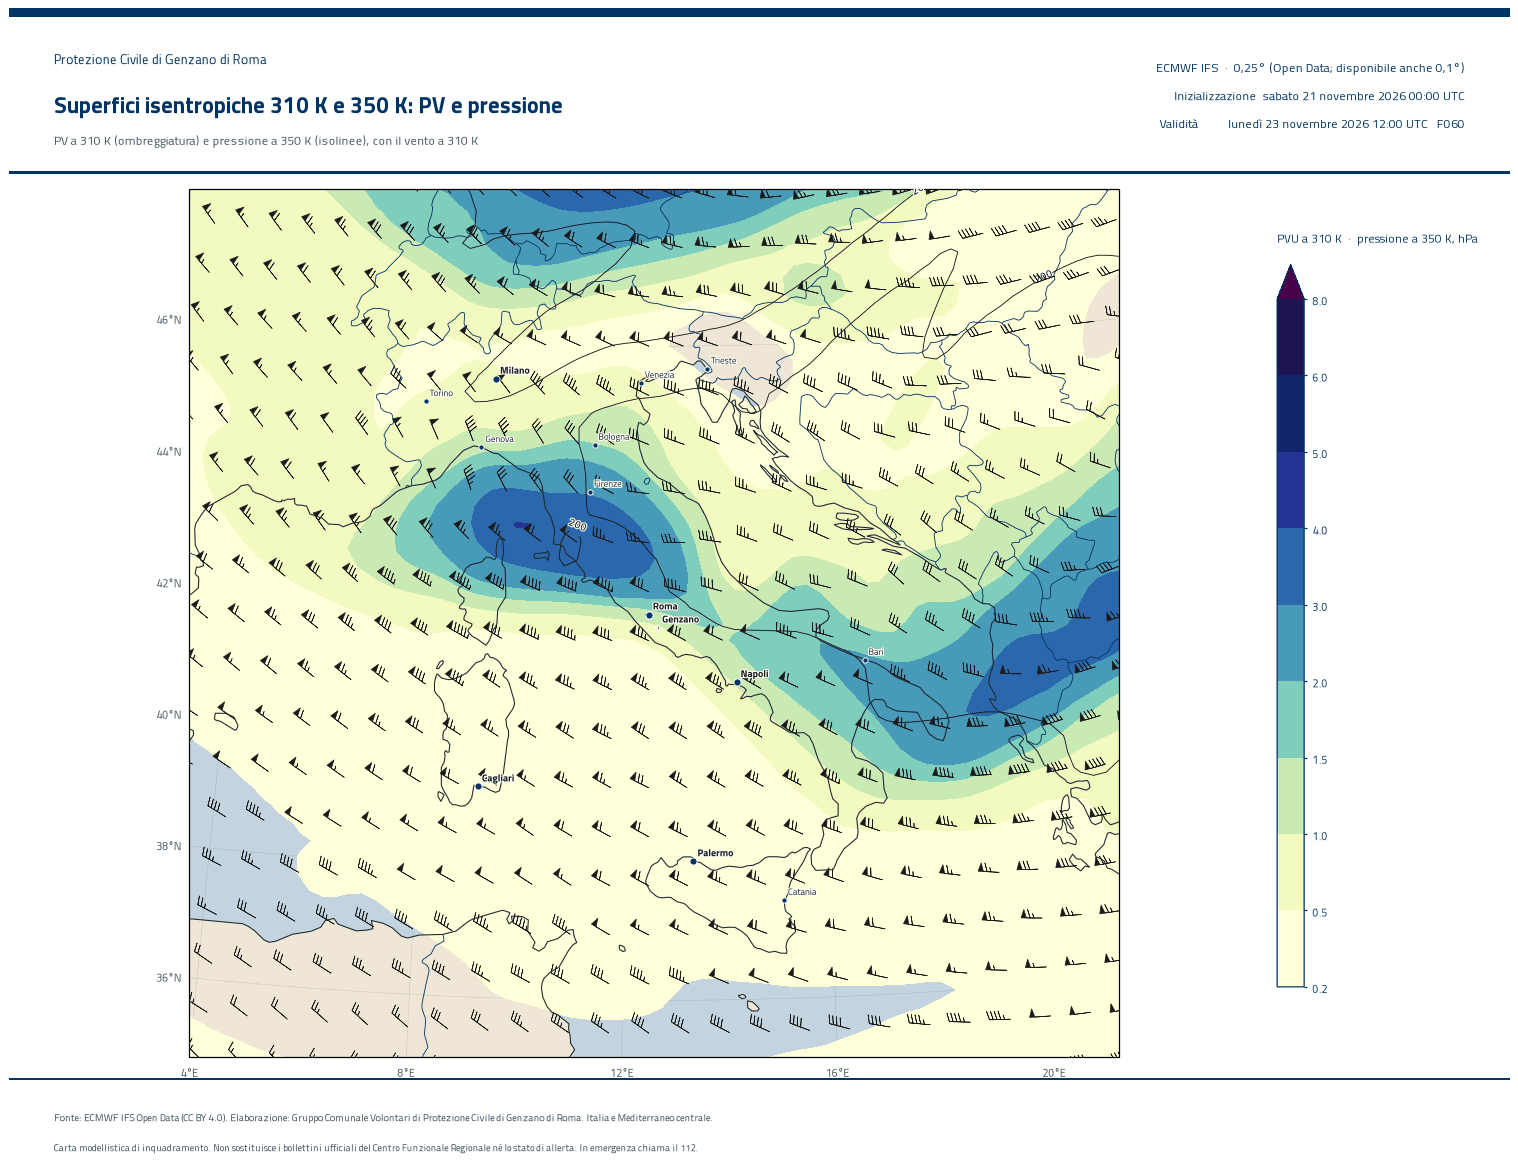 Protezione Civile di Genzano di Roma
Superfici isentropiche 310 K e 350 K: PV e pressione
PV a 310 K (ombreggiatura) e pressione a 350 K (isolinee), con il vento a 310 K
ECMWF IFS · 0,25° (Open Data; disponibile anche 0,1°)
Inizializzazione sabato 21 novembre 2026 00:00 UTC
Validità lunedì 23 novembre 2026 12:00 UTC F060
PVU a 310 K · pressione a 350 K, hPa
8.0
6.0
5.0
4.0
3.0
2.0
1.5
1.0
0.5
0.2
46°N
44°N
42°N
40°N
38°N
36°N
4°E
8°E
12°E
16°E
20°E
Trieste
Milano
Venezia
Torino
Bologna
Genova
Firenze
200
Roma
Genzano
Bari
Napoli
Cagliari
Palermo
Catania
Fonte: ECMWF IFS Open Data (CC BY 4.0). Elaborazione: Gruppo Comunale Volontari di Protezione Civile di Genzano di Roma. Italia e Mediterraneo centrale.
Carta modellistica di inquadramento. Non sostituisce i bollettini ufficiali del Centro Funzionale Regionale né lo stato di allerta. In emergenza chiama il 112.